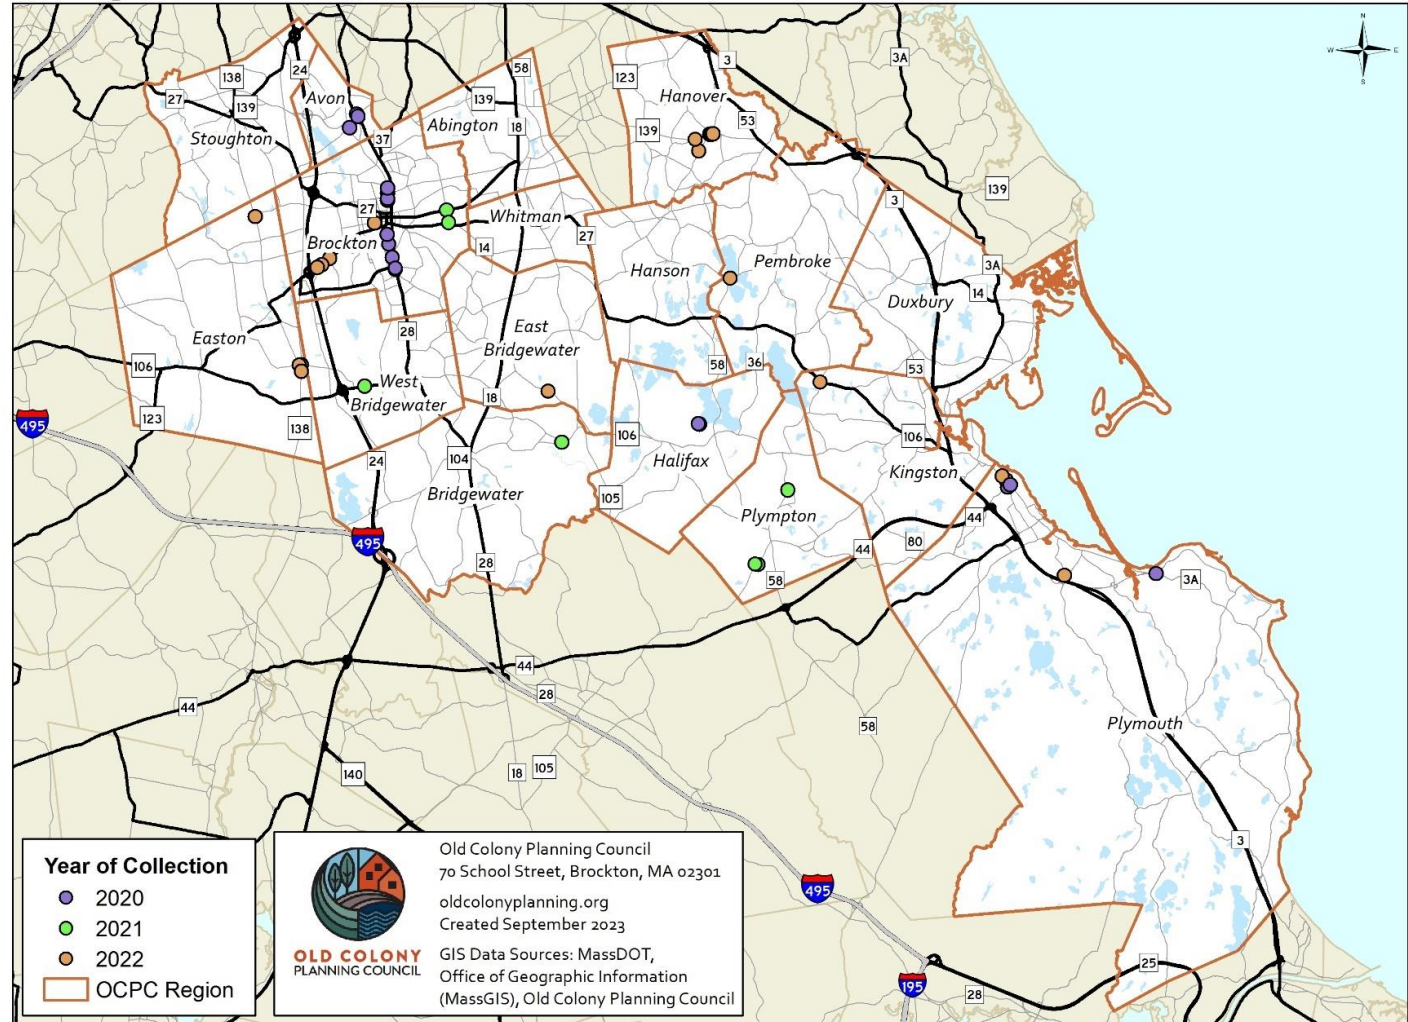 N
W
E
S
3
3A
58
138
24
123
27
139
139
Avon
Hanover
Abington
18
139
53
37
Stoughton
139
3
27
Whitman
27
14
Brockton
Hanson
Pembroke
3A
14
Duxbury
28
East
Bridgewater
Easton
106
58
36
53
West
Bridgewater
18
495
123
138
106
106
24
104
Halifax
Kingston
Bridgewater
105
Plympton
44
495
80
44
28
58
3A
44
28
44
58
Plymouth
140
18
105
3
495
25
195
28
Year of Collection
2020
2021
2022
OCPC Region
OLD COLONY
PLANNING COUNCIL
Old Colony Planning Council
70 School Street, Brockton, MA 02301
oldcolonyplanning.org
Created September 2023
GIS Data Sources: MassDOT,
Office of Geographic Information
(MassGIS), Old Colony Planning Council